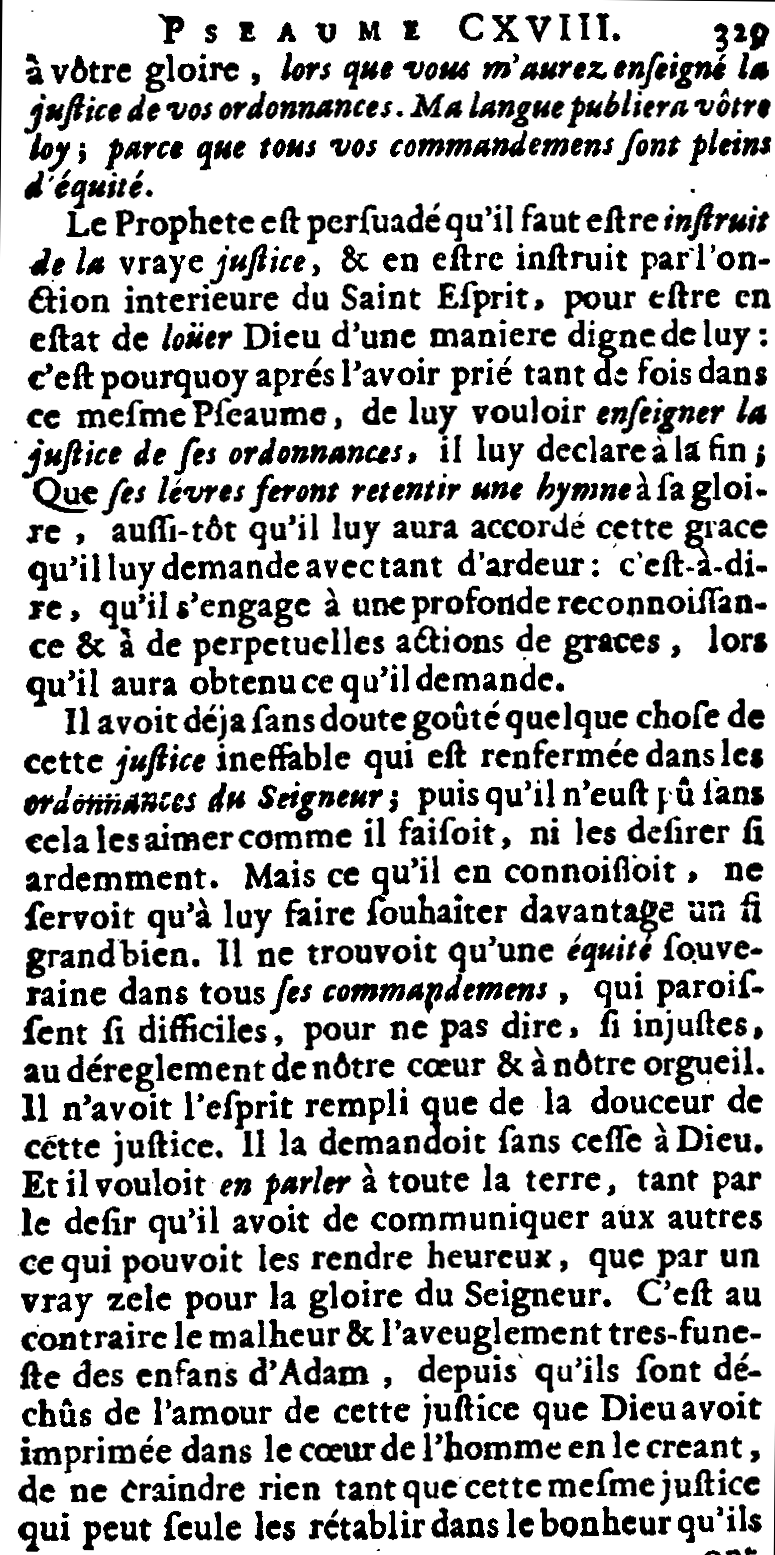 PSEAUME CXVIII. 329
à vôtre gloire, lors que vous m'aurez enſeigné la
juſtice de vos ordonnances. Ma langue publiera vôtre
loy; parce que tous vos commandemens ſont pleins
d'équité.
Le Prophete eſt perſuadé qu'il faut eſtre inſtruit
de la vraye juſtice, & en eſtre inſtruit par l'on-
ction interieure du Saint Eſprit, pour eſtre en
eſtat de loüer Dieu d'une maniere digne de luy:
c'eſt pourquoy aprés l'avoir prié tant de fois dans
ce meſme Pſeaume, de luy vouloir enſeigner la
juſtice de ſes ordonnances, il luy declare à la fin;
Que ſes lévres feront retentir une hymne à ſa gloi-
re, auſſi-tôt qu'il luy aura accordé cette grace
qu'il luy demande avec tant d'ardeur: c'eſt-à-di-
re, qu'il s'engage à une profonde reconnoiſſan-
ce & à de perpetuelles actions de graces, lors
qu'il aura obtenu ce qu'il demande.
Il avoit déja ſans doute goûté quelque choſe de
cette juſtice ineffable qui eſt renfermée dans les
ordonnances du Seigneur; puis qu'il n'euſt pû ſans
cela les aimer comme il faiſoit, ni les deſirer ſi
ardemment. Mais ce qu'il en connoiſſoit, ne
ſervoit qu'à luy faire ſouhaiter davantage un ſi
grand bien. Il ne trouvoit qu'une équité ſouve-
raine dans tous ſes commandemens, qui paroiſ-
ſent ſi difficiles, pour ne pas dire, ſi injuſtes,
au déreglement de nôtre cœur & à nôtre orgueil.
Il n'avoit l'eſprit rempli que de la douceur de
cette juſtice. Il la demandoit ſans ceſſe à Dieu.
Et il vouloit en parler à toute la terre, tant par
le deſir qu'il avoit de communiquer aux autres
ce qui pouvoit les rendre heureux, que par un
vray zele pour la gloire du Seigneur. C'eſt au
contraire le malheur & l'aveuglement tres-fune-
ſte des enfans d'Adam, depuis qu'ils ſont dé-
chûs de l'amour de cette juſtice que Dieu avoit
imprimée dans le cœur de l'homme en le creant,
de ne craindre rien tant que cette meſme juſtice
qui peut ſeule les rétablir dans le bonheur qu'ils